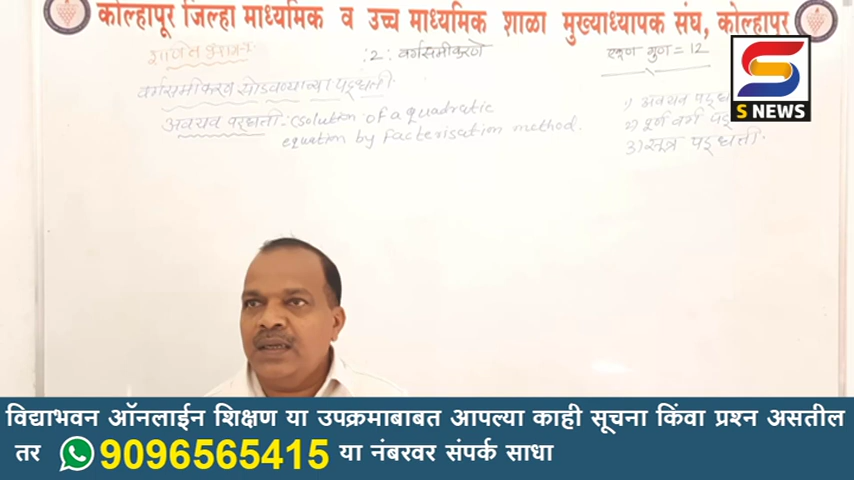 कोल्हापूर जिल्हा माध्यमिक व उच्च माध्यमिक शाळा मुख्याध्यापक संघ, कोल्हापूर
:2: वर्गसमीकरणे
एकूण गुण = 12
वर्गसमीकरण सोडवण्याच्या पद्धती.
1) अवयव पद्ध
अवयव पद्धती: (solution of a quadratic
2) पूर्ण वर्ग पद्
equation by Factorisation method.
3) सूत्र पद्धती.
S NEWS
विद्याभवन ऑनलाईन शिक्षण या उपक्रमाबाबत आपल्या काही सूचना किंवा प्रश्न असतील
तर 9096565415 या नंबरवर संपर्क साधा